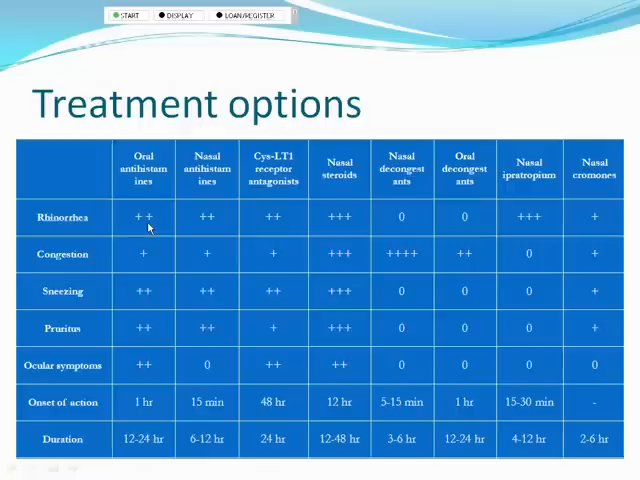 START DISPLAY LOAN/REGISTER
Treatment options
Oral antihistam ines Nasal antihistam ines Cys-LT1 receptor antagonists Nasal steroids Nasal decongest ants Oral decongest ants Nasal ipratropium Nasal cromones
Rhinorrhea ++ ++ ++ +++ 0 0 +++ +
Congestion + + + +++ ++++ ++ 0 +
Sneezing ++ ++ ++ +++ 0 0 0 +
Pruritus ++ ++ + +++ 0 0 0 +
Ocular symptoms ++ 0 ++ ++ 0 0 0 0
Onset of action 1 hr 15 min 48 hr 12 hr 5-15 min 1 hr 15-30 min -
Duration 12-24 hr 6-12 hr 24 hr 12-48 hr 3-6 hr 12-24 hr 4-12 hr 2-6 hr